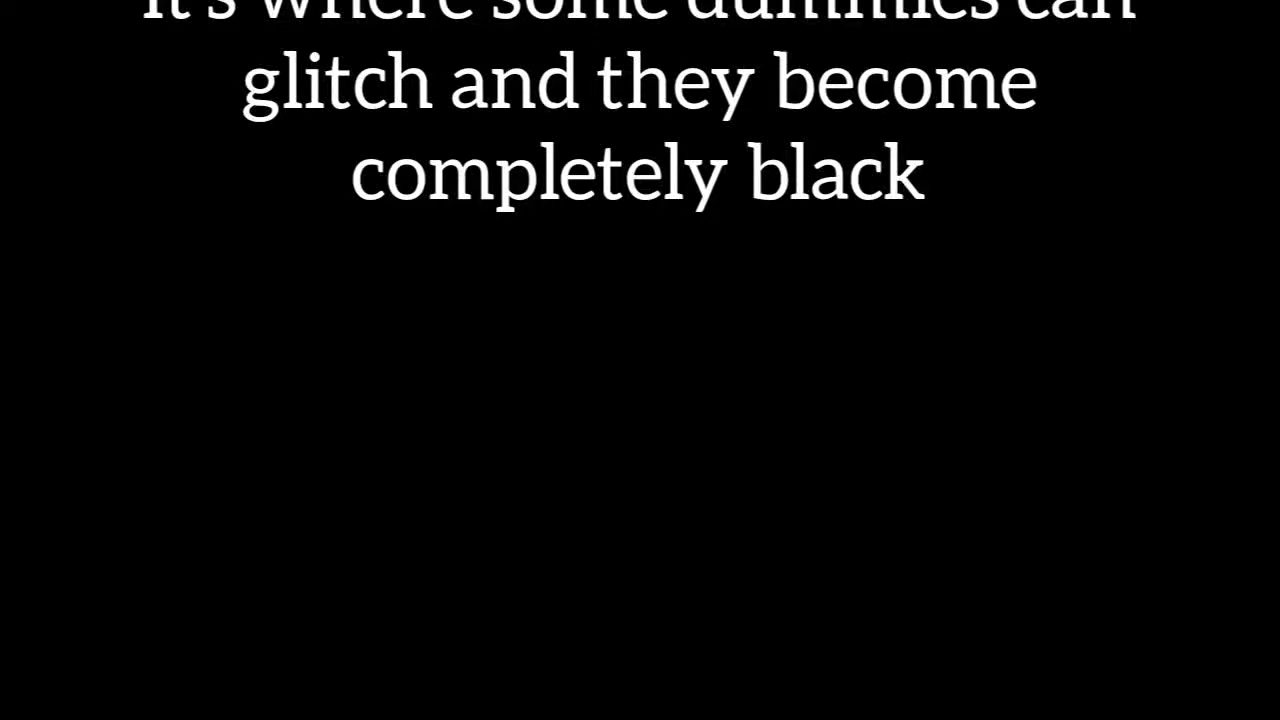 It's where some dummies can
glitch and they become
completely black